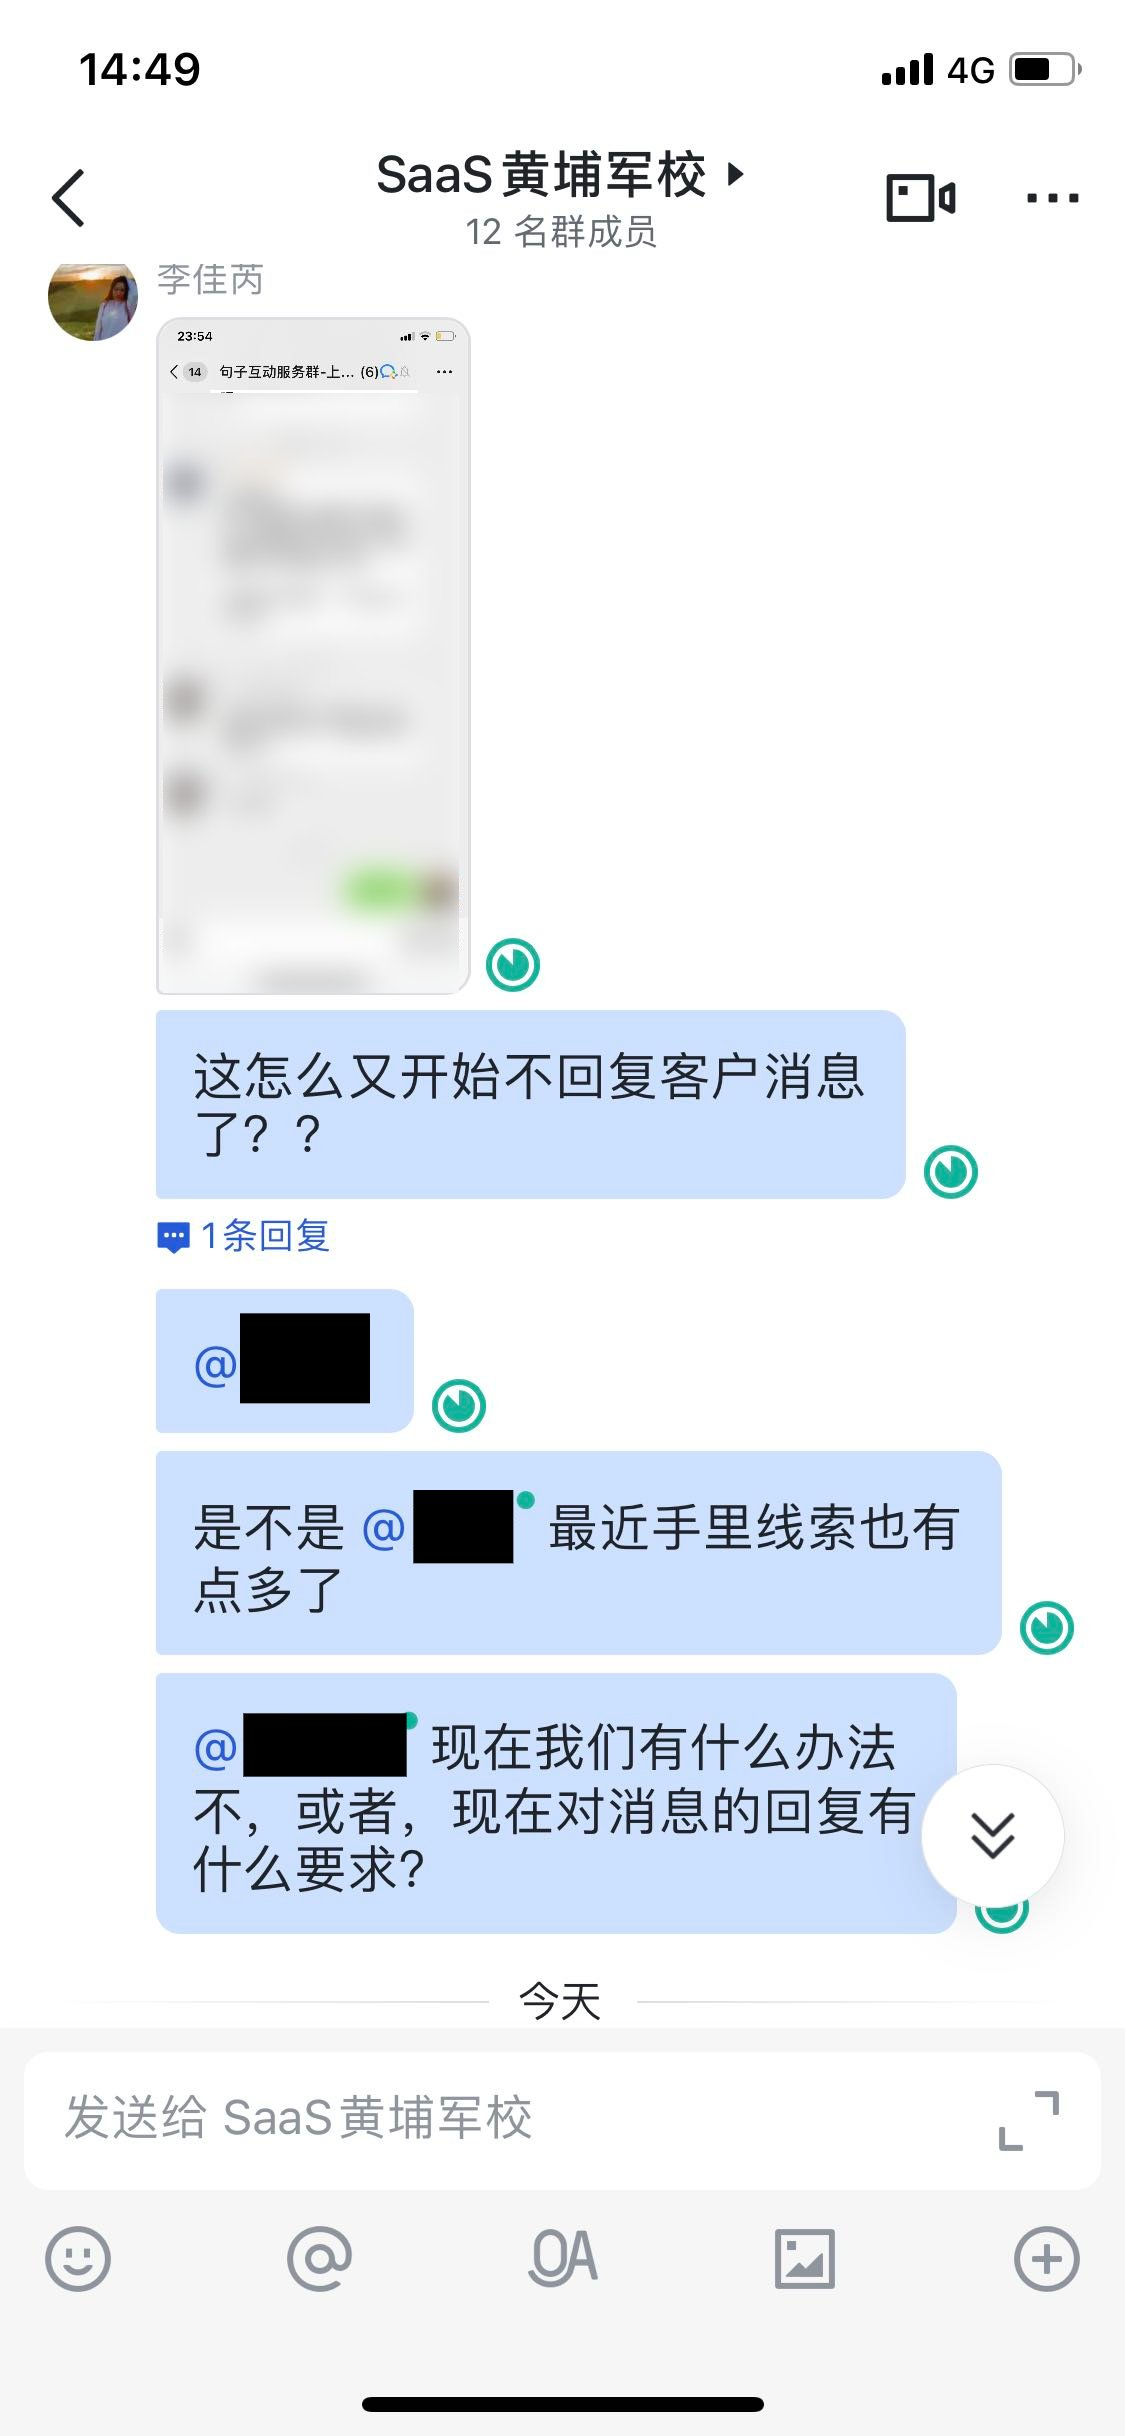 14:49
4G
SaaS黄埔军校
12 名群成员
李佳芮
23:54
14 句子互动服务群-上... (6)
这怎么又开始不回复客户消息
了？？
1条回复
@
是不是 @ 最近手里线索也有
点多了
@ 现在我们有什么办法
不，或者，现在对消息的回复有
什么要求?
今天
发送给 SaaS黄埔军校